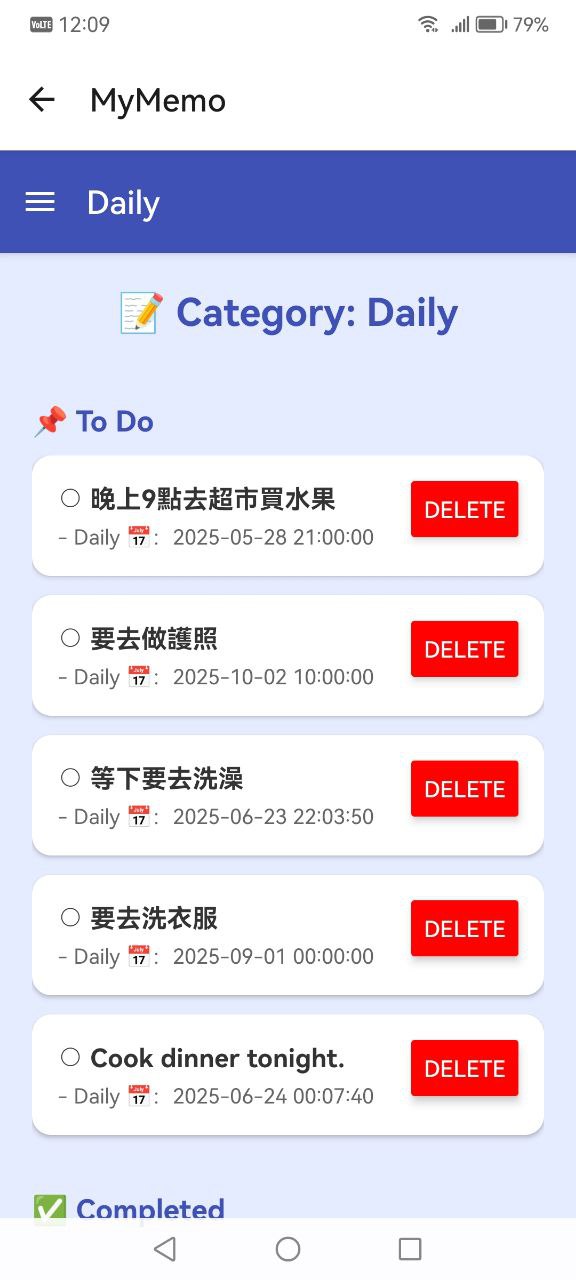 VoLTE 12:09 79%
MyMemo
Daily
📝 Category: Daily
📌 To Do
晚上9點去超市買水果
DELETE
- Daily 📅: 2025-05-28 21:00:00
要去做護照
DELETE
- Daily 📅: 2025-10-02 10:00:00
等下要去洗澡
DELETE
- Daily 📅: 2025-06-23 22:03:50
要去洗衣服
DELETE
- Daily 📅: 2025-09-01 00:00:00
Cook dinner tonight.
DELETE
- Daily 📅: 2025-06-24 00:07:40
✅ Completed